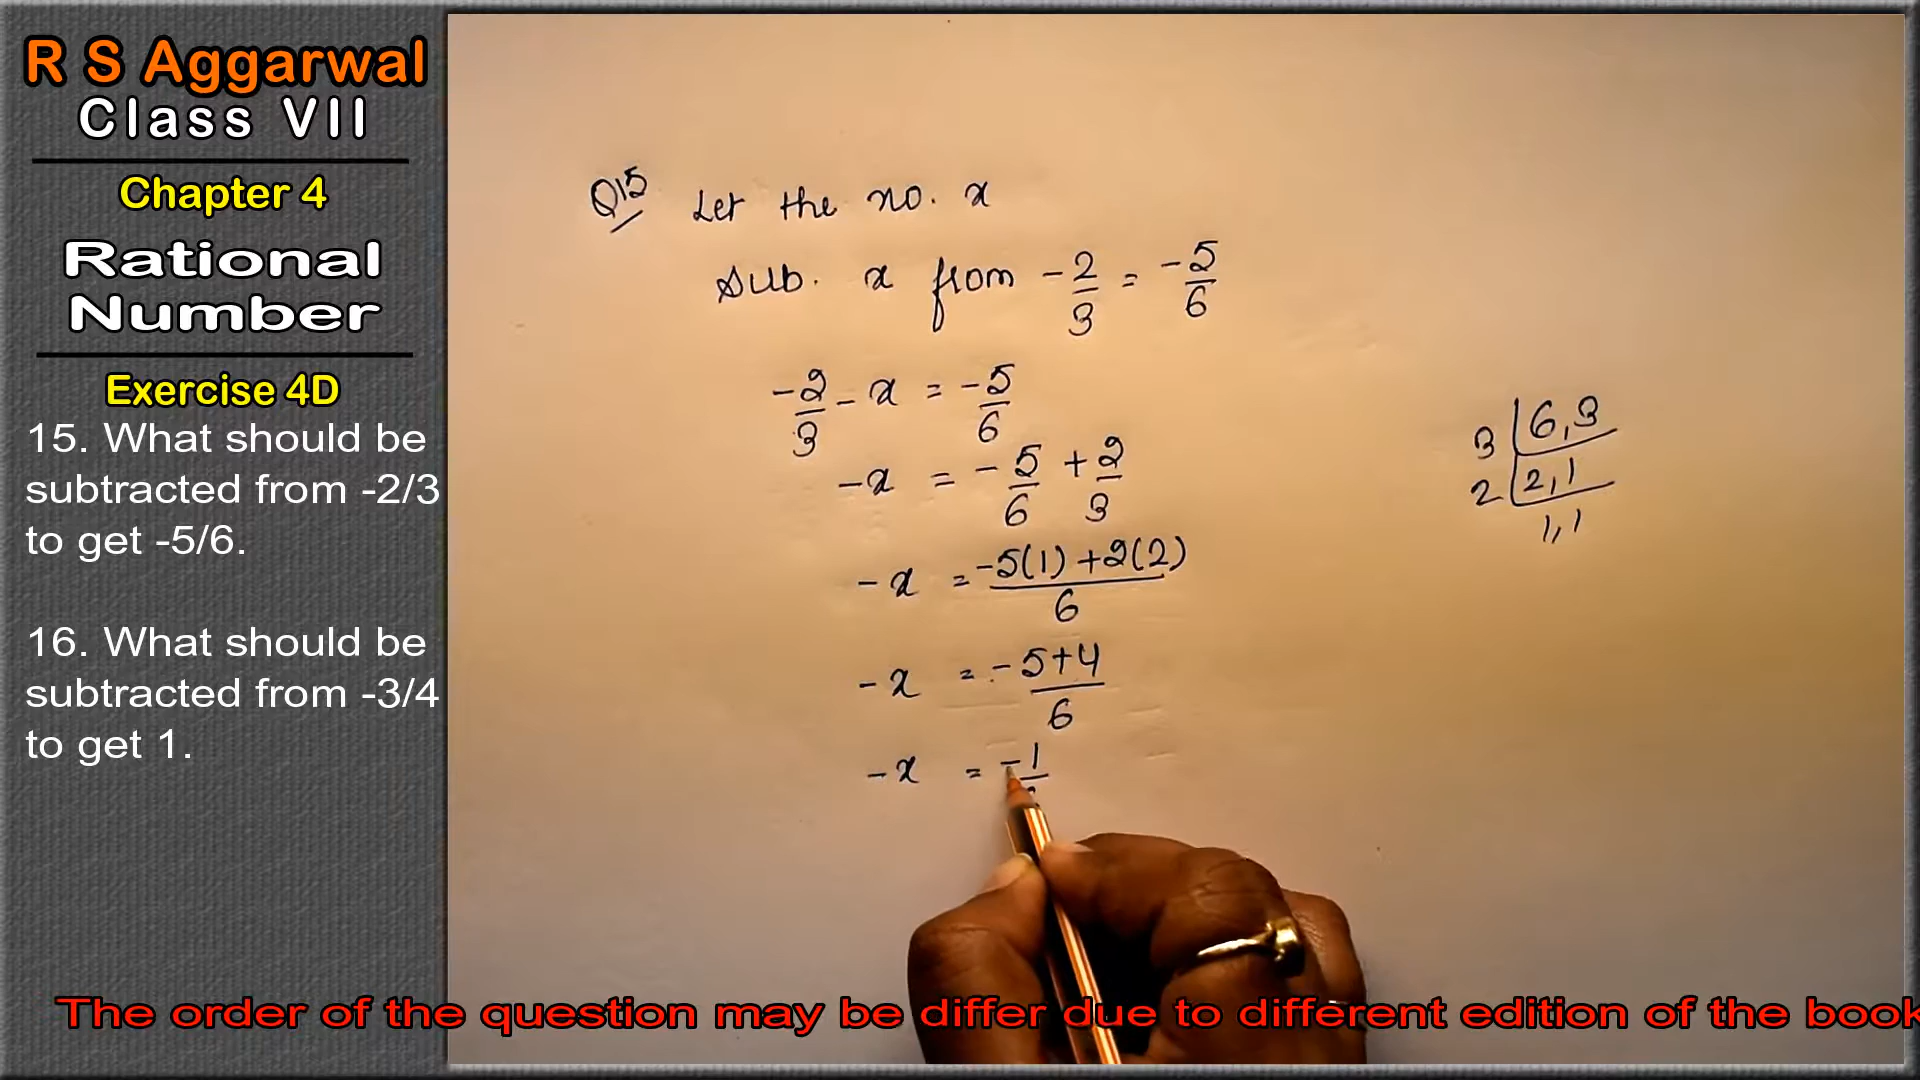 R S Aggarwal
Class VII
Chapter 4
Rational
Number
Exercise 4D
15. What should be
subtracted from -2/3
to get -5/6.
16. What should be
subtracted from -3/4
to get 1.
Q15 Let the no. x
Sub. x from -2/3 = -5/6
-2/3 - x = -5/6
-x = -5/6 + 2/3
-x = -5(1)+2(2)/6
-x = -5+4/6
-x = -1/
3 | 6,3
2 | 2,1
1,1
The order of the question may be differ due to different edition of the book